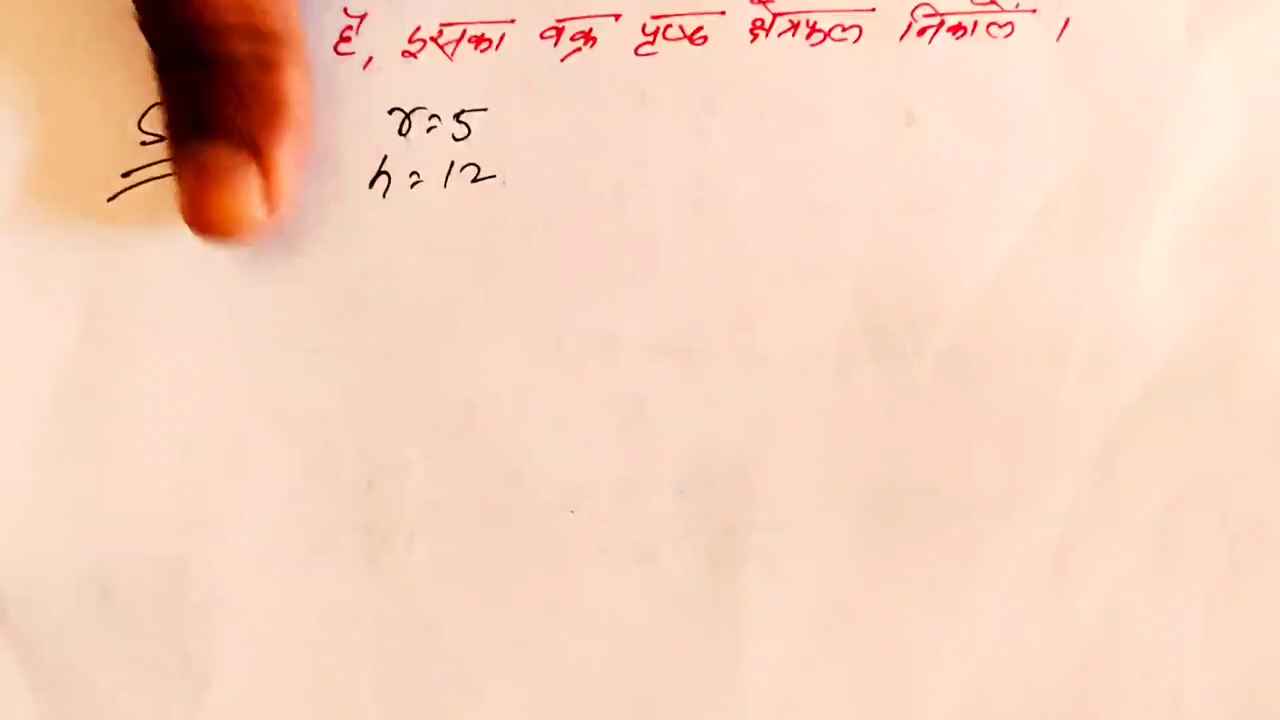 है, इसका वक्र पृष्ठ क्षेत्रफल निकालें ।
r = 5
h = 12